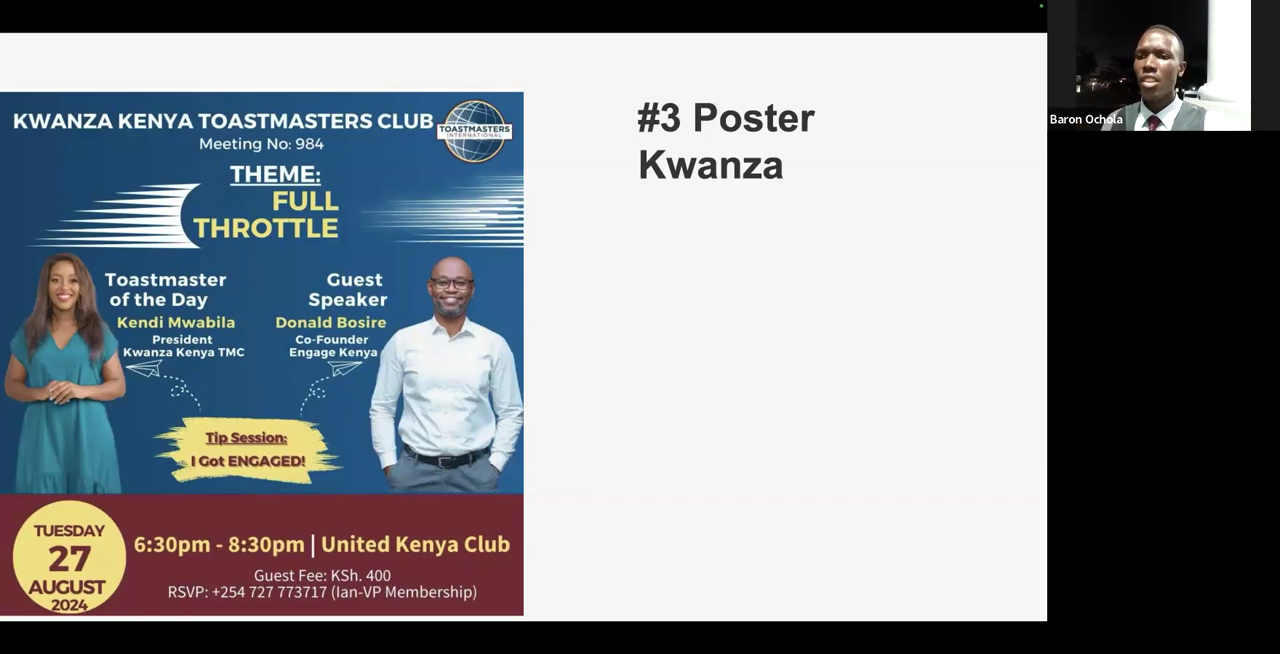 KWANZA KENYA TOASTMASTERS CLUB
TOASTMASTERS
INTERNATIONAL
Meeting No: 984
THEME:
FULL
THROTTLE
Toastmaster
of the Day
Kendi Mwabila
President
Kwanza Kenya TMC
Guest
Speaker
Donald Bosire
Co-Founder
Engage Kenya
Tip Session:
I Got ENGAGED!
TUESDAY
27
AUGUST
2024
6:30pm - 8:30pm | United Kenya Club
Guest Fee: KSh. 400
RSVP: +254 727 773717 (Ian-VP Membership)
#3 Poster
Kwanza
Baron Ochola